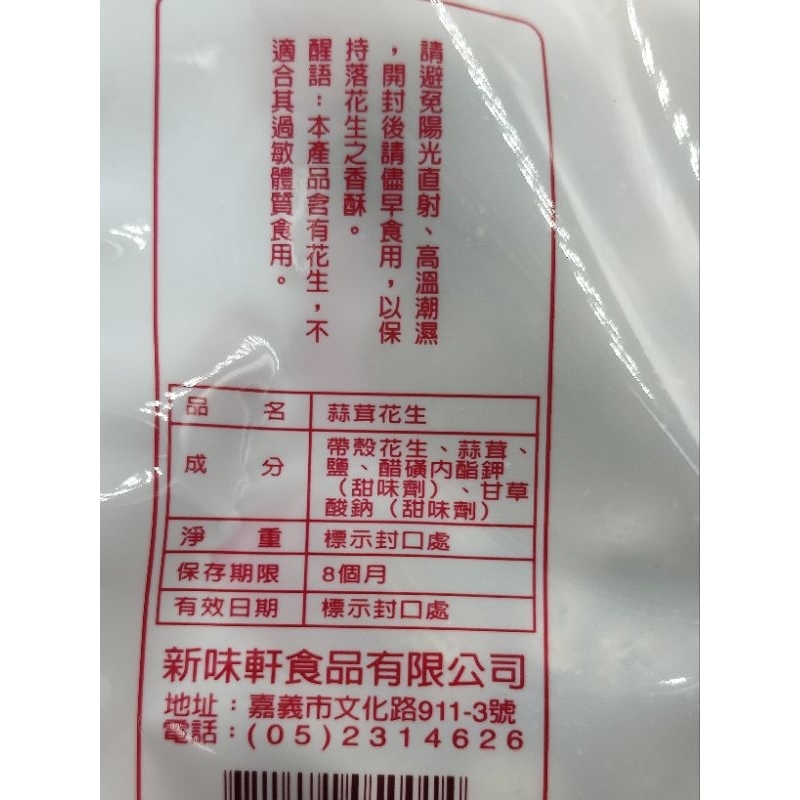 請避免陽光直射、高溫潮濕
，開封後請儘早食用，以保
持落花生之香酥。
醒語：本產品含有花生，不
適合其過敏體質食用。
品名 蒜茸花生
成分 帶殼花生、蒜茸、
鹽、醋磺內酯鉀
（甜味劑）、甘草
酸鈉（甜味劑）
淨重 標示封口處
保存期限 8個月
有效日期 標示封口處
新味軒食品有限公司
地址：嘉義市文化路911-3號
電話：(05)2314626